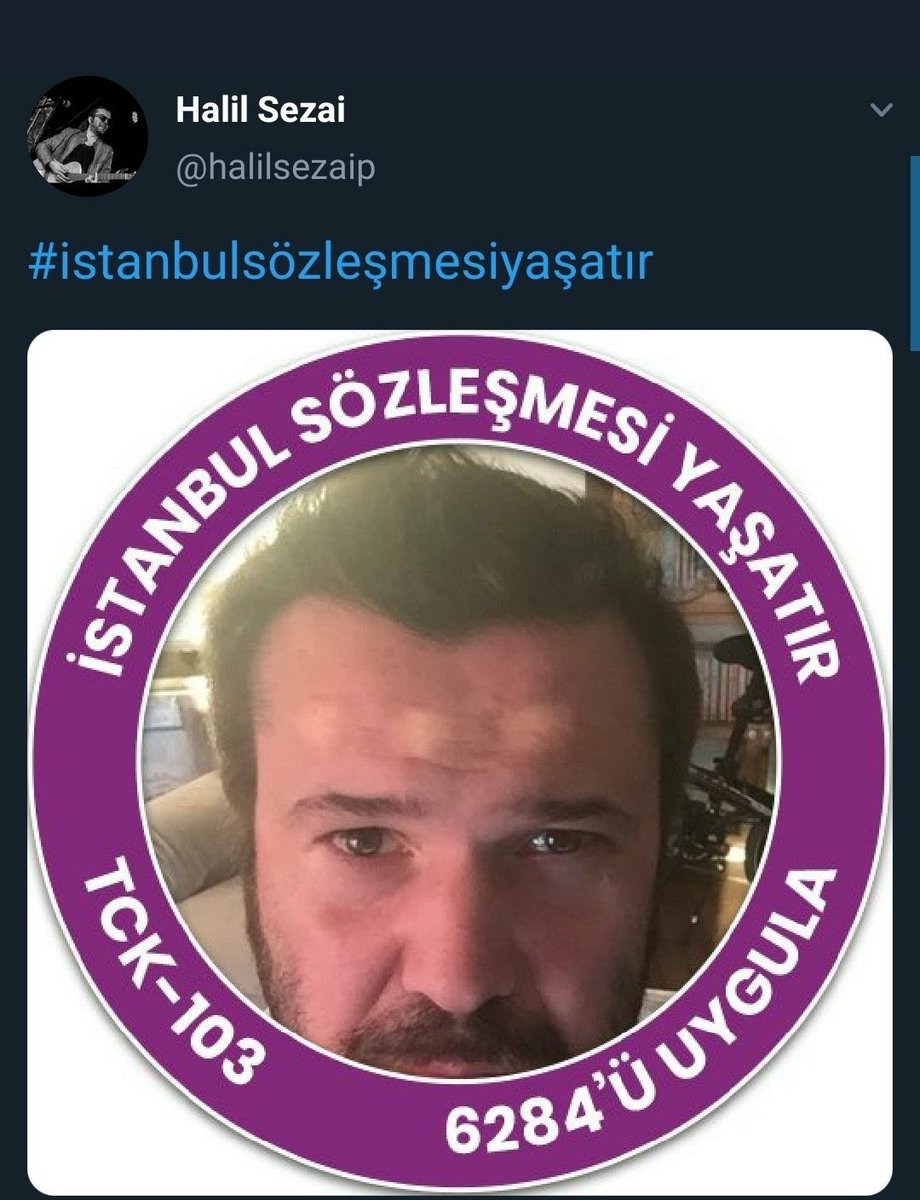 Halil Sezai
@halilsezaip
#istanbulsözleşmesiyaşatır
İSTANBUL SÖZLEŞMESİ YAŞATIR
TCK-103
6284'Ü UYGULA